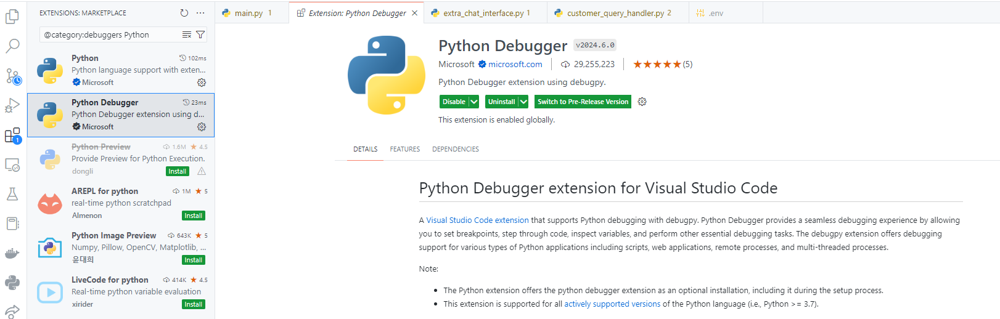 EXTENSIONS: MARKETPLACE
@category:debuggers Python
Python 102ms
Python language support with exten...
Microsoft
Python Debugger 23ms
Python Debugger extension using d...
Microsoft
Python Preview 1.6M 4.5
Provide Preview for Python Execution.
dongli Install
AREPL for python 1M 5
real-time python scratchpad
Almenon Install
Python Image Preview 643K 5
Numpy, Pillow, OpenCV, Matplotlib, ...
윤대희 Install
LiveCode for python 414K 4.5
Real-time python variable evaluation
xirider Install
1
main.py 1
Extension: Python Debugger
extra_chat_interface.py 1
customer_query_handler.py 2
.env
Python Debugger v2024.6.0
Microsoft microsoft.com 29,255,223 (5)
Python Debugger extension using debugpy.
Disable Uninstall Switch to Pre-Release Version
This extension is enabled globally.
DETAILS FEATURES DEPENDENCIES
Python Debugger extension for Visual Studio Code
A Visual Studio Code extension that supports Python debugging with debugpy. Python Debugger provides a seamless debugging experience by allowing
you to set breakpoints, step through code, inspect variables, and perform other essential debugging tasks. The debugpy extension offers debugging
support for various types of Python applications including scripts, web applications, remote processes, and multi-threaded processes.
Note:
• The Python extension offers the python debugger extension as an optional installation, including it during the setup process.
• This extension is supported for all actively supported versions of the Python language (i.e., Python >= 3.7).